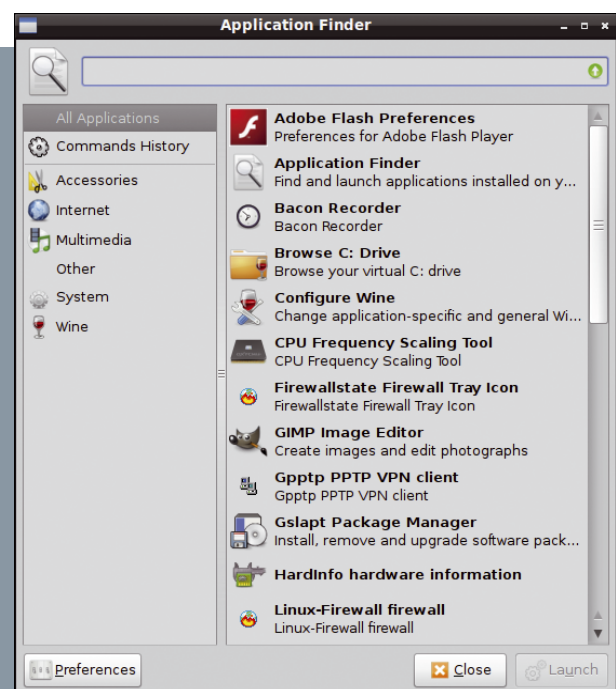 Application Finder
All Applications
Commands History
Accessories
Internet
Multimedia
Other
System
Wine
Adobe Flash Preferences
Preferences for Adobe Flash Player
Application Finder
Find and launch applications installed on y...
Bacon Recorder
Bacon Recorder
Browse C: Drive
Browse your virtual C: drive
Configure Wine
Change application-specific and general Wi...
CPU Frequency Scaling Tool
CPU Frequency Scaling Tool
Firewallstate Firewall Tray Icon
Firewallstate Firewall Tray Icon
GIMP Image Editor
Create images and edit photographs
Gpptp PPTP VPN client
Gpptp PPTP VPN client
Gslapt Package Manager
Install, remove and upgrade software pack...
HardInfo hardware information
Linux-Firewall firewall
Linux-Firewall firewall
Preferences
Close
Launch